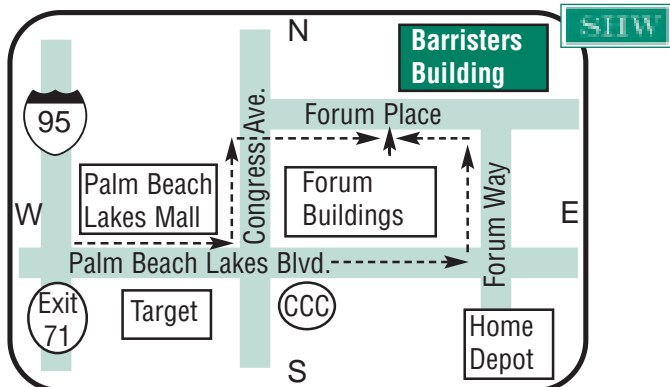 N
SHW
Barristers
Building
95
Congress Ave.
Forum Place
Palm Beach
Lakes Mall
Forum
Buildings
Forum Way
W
E
Palm Beach Lakes Blvd.
Exit
71
Target
CCC
Home
Depot
S